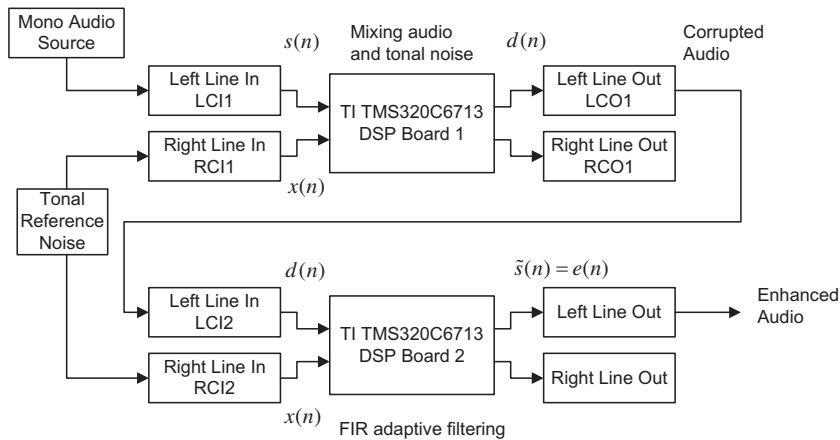 Mono Audio
Source
s(n)
Mixing audio
and tonal noise
d(n)
Corrupted
Audio
Left Line In
LCI1
TI TMS320C6713
DSP Board 1
Left Line Out
LCO1
Right Line In
RCI1
Right Line Out
RCO1
x(n)
Tonal
Reference
Noise
d(n)
s̃(n) = e(n)
Left Line In
LCI2
TI TMS320C6713
DSP Board 2
Left Line Out
Enhanced
Audio
Right Line In
RCI2
Right Line Out
x(n)
FIR adaptive filtering